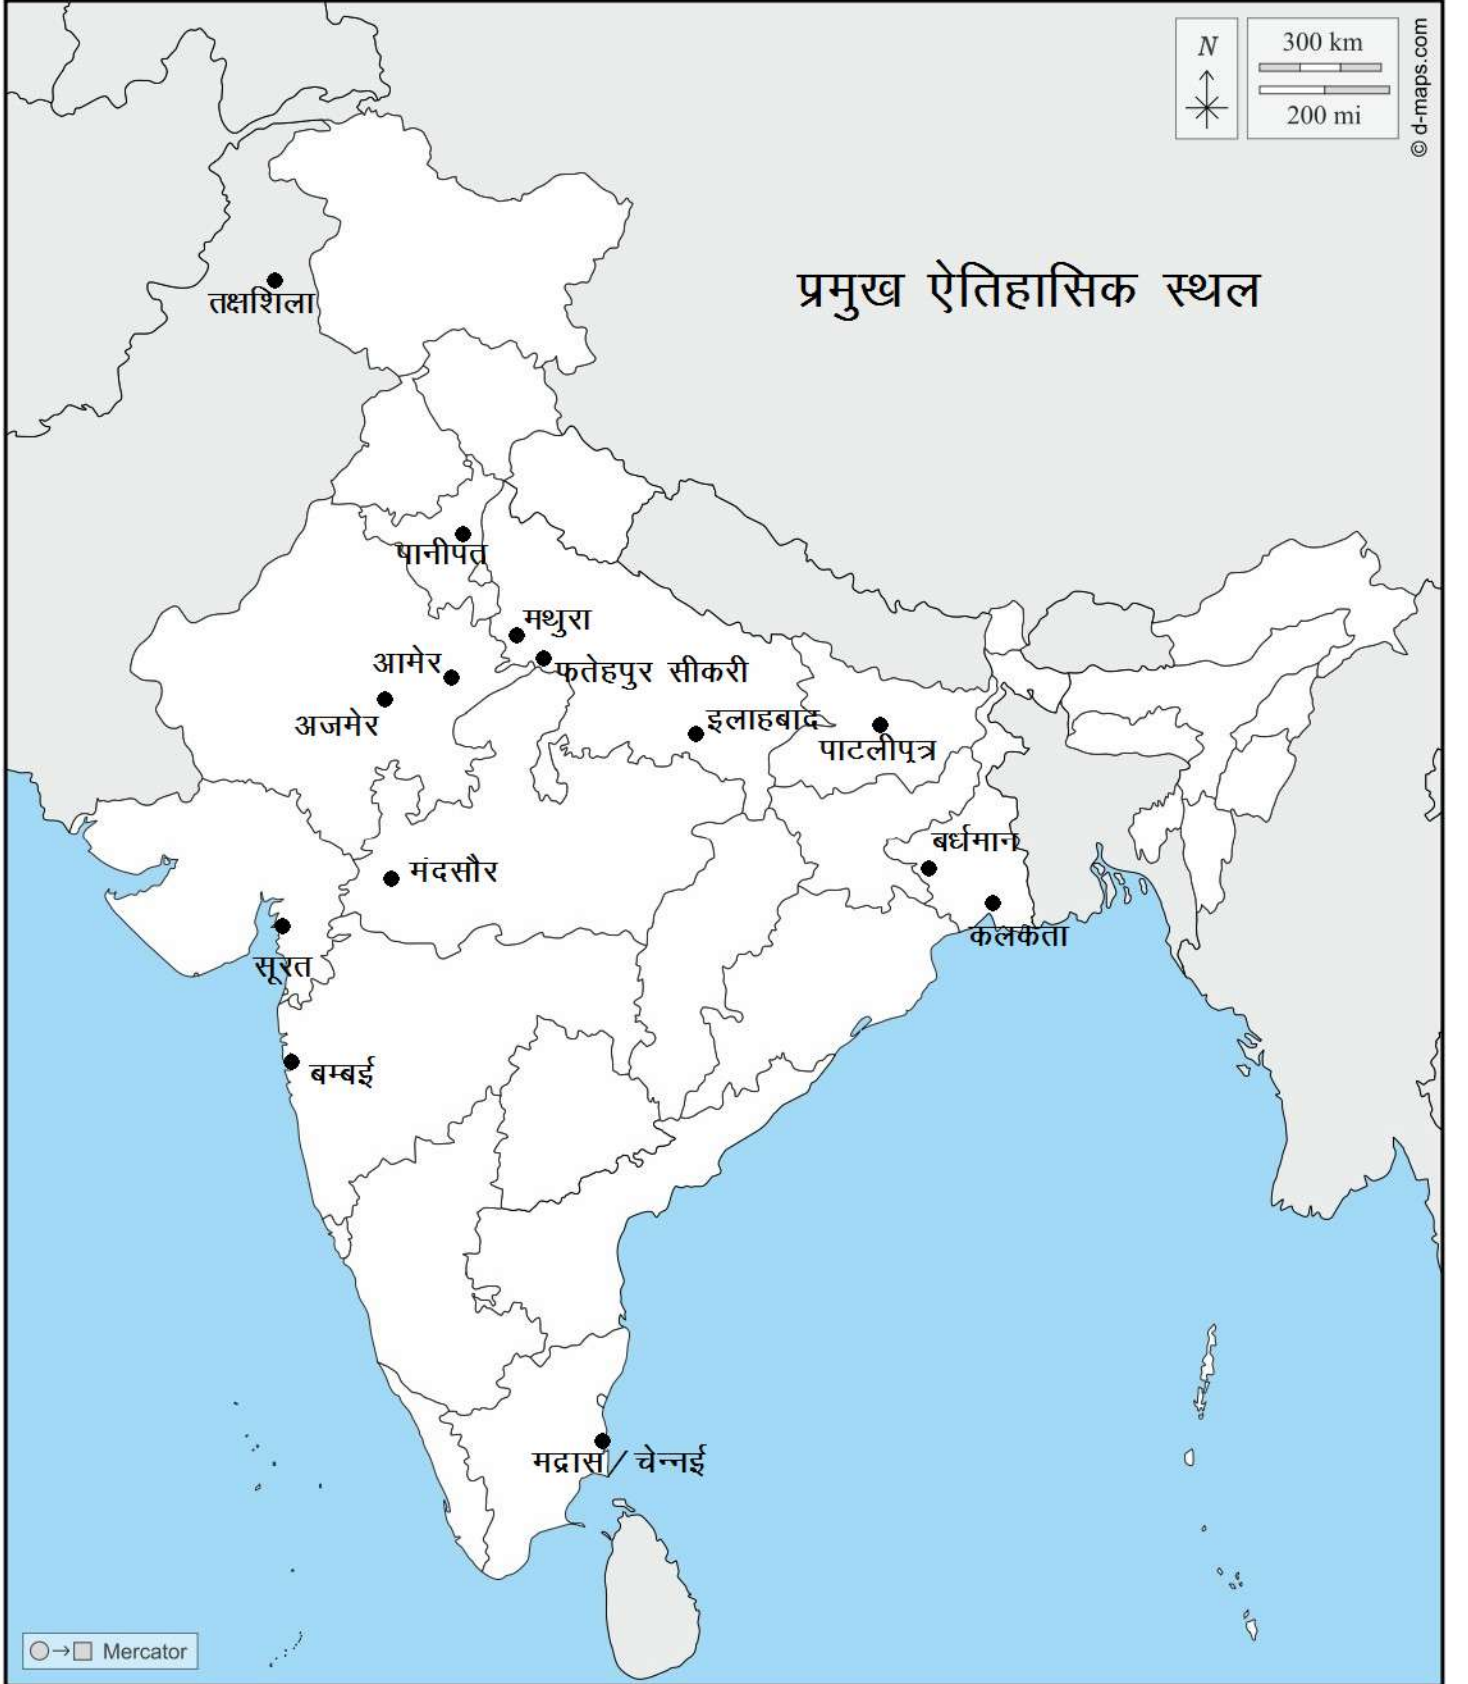 N
300 km
200 mi
© d-maps.com
प्रमुख ऐतिहासिक स्थल
तक्षशिला
पानीपत
मथुरा
आमेर
फतेहपुर सीकरी
अजमेर
इलाहबाद
पाटलीपुत्र
बर्धमान
मंदसौर
कलकता
सूरत
बम्बई
मद्रास / चेन्नई
Mercator